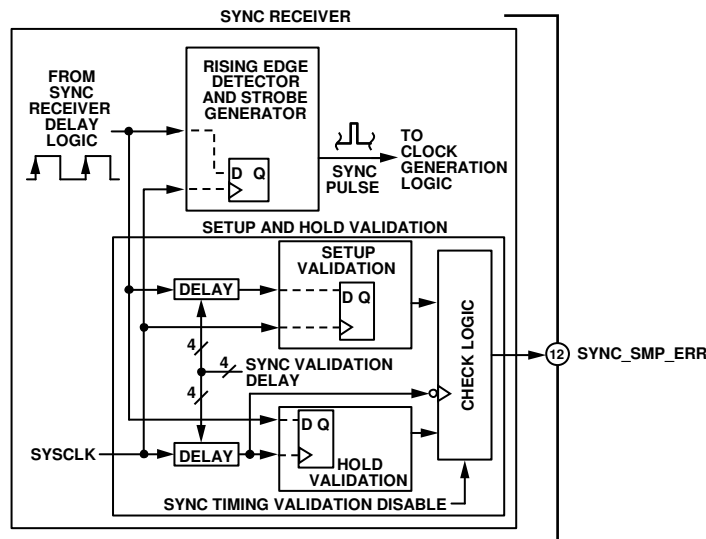 SYNC RECEIVER
FROM
SYNC
RECEIVER
DELAY
LOGIC
RISING EDGE
DETECTOR
AND STROBE
GENERATOR
D Q
SYNC
PULSE
TO
CLOCK
GENERATION
LOGIC
SETUP AND HOLD VALIDATION
SETUP
VALIDATION
DELAY
D Q
4
4
SYNC VALIDATION
DELAY
4
CHECK LOGIC
12
SYNC_SMP_ERR
D Q
SYSCLK
DELAY
HOLD
VALIDATION
SYNC TIMING VALIDATION DISABLE